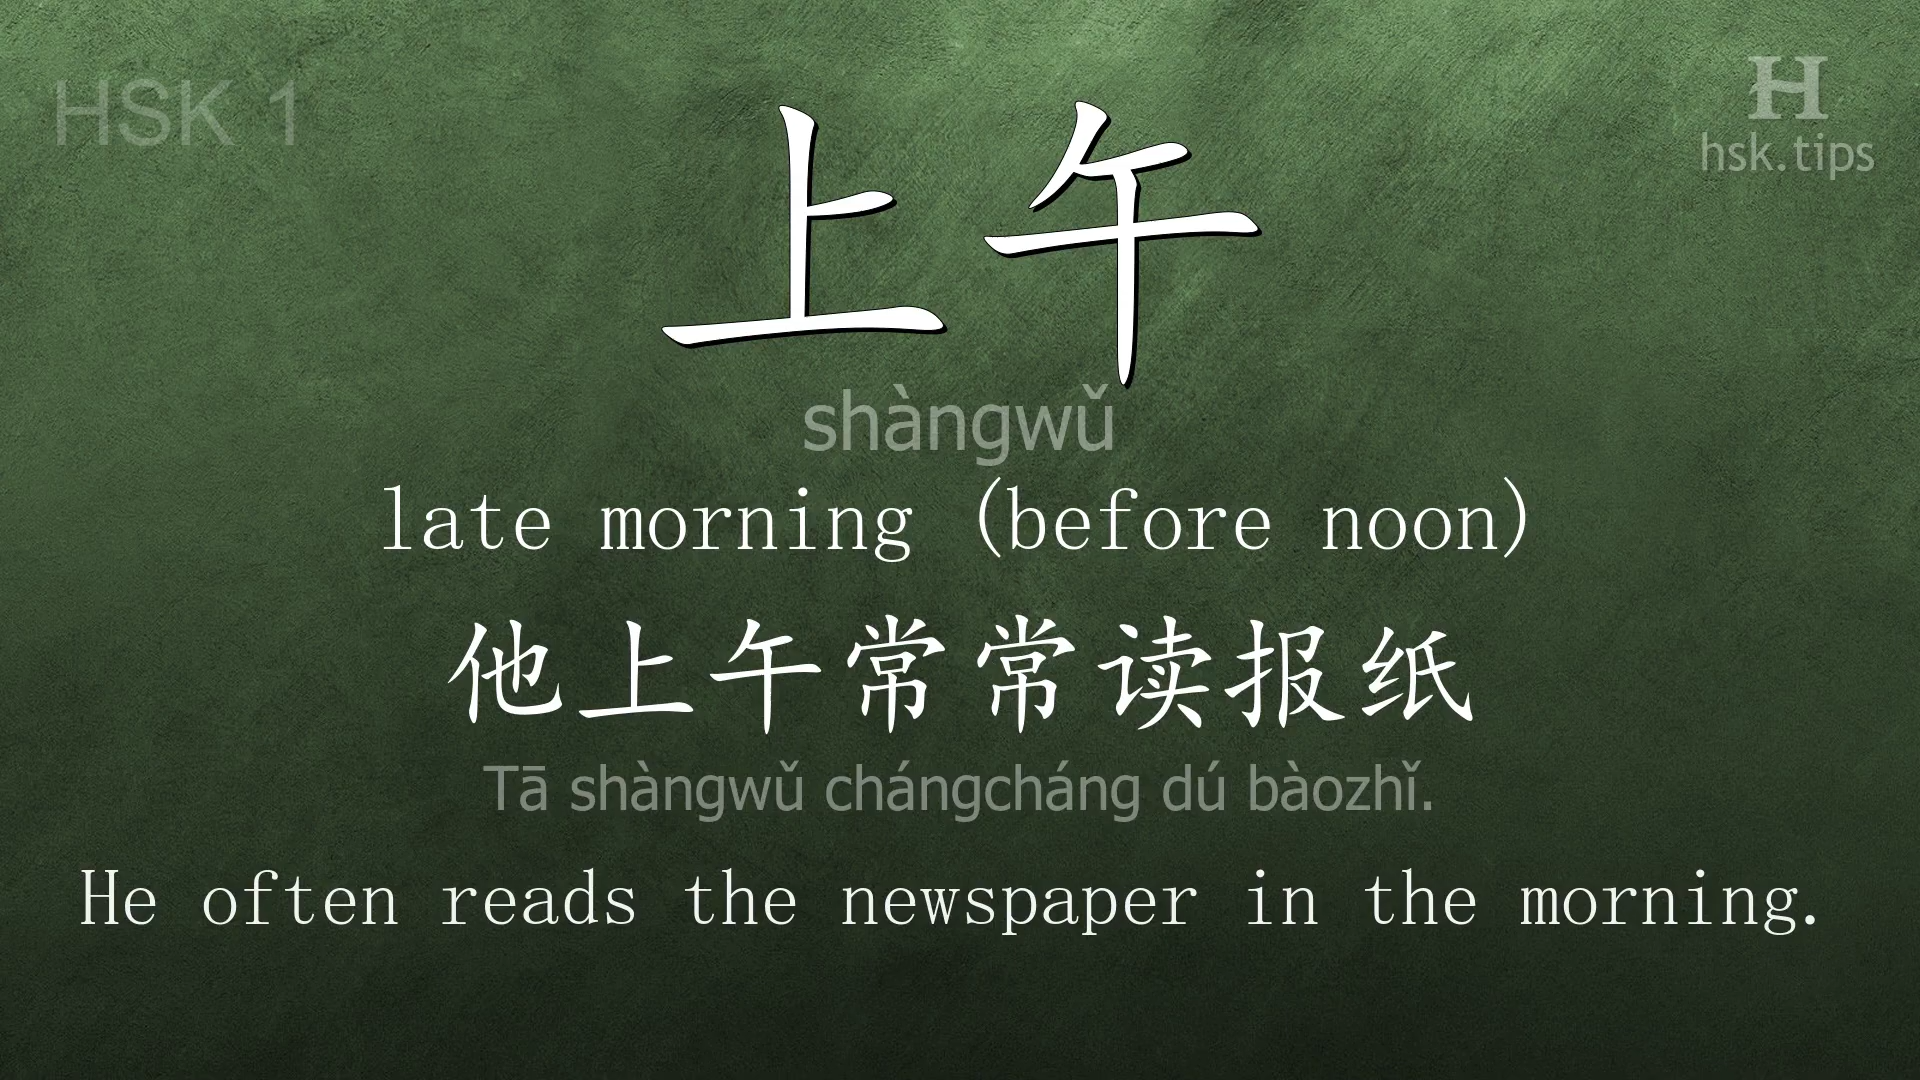 HSK 1
H
hsk.tips
上午
shàngwǔ
late morning (before noon)
他上午常常读报纸
Tā shàngwǔ chángcháng dú bàozhǐ.
He often reads the newspaper in the morning.